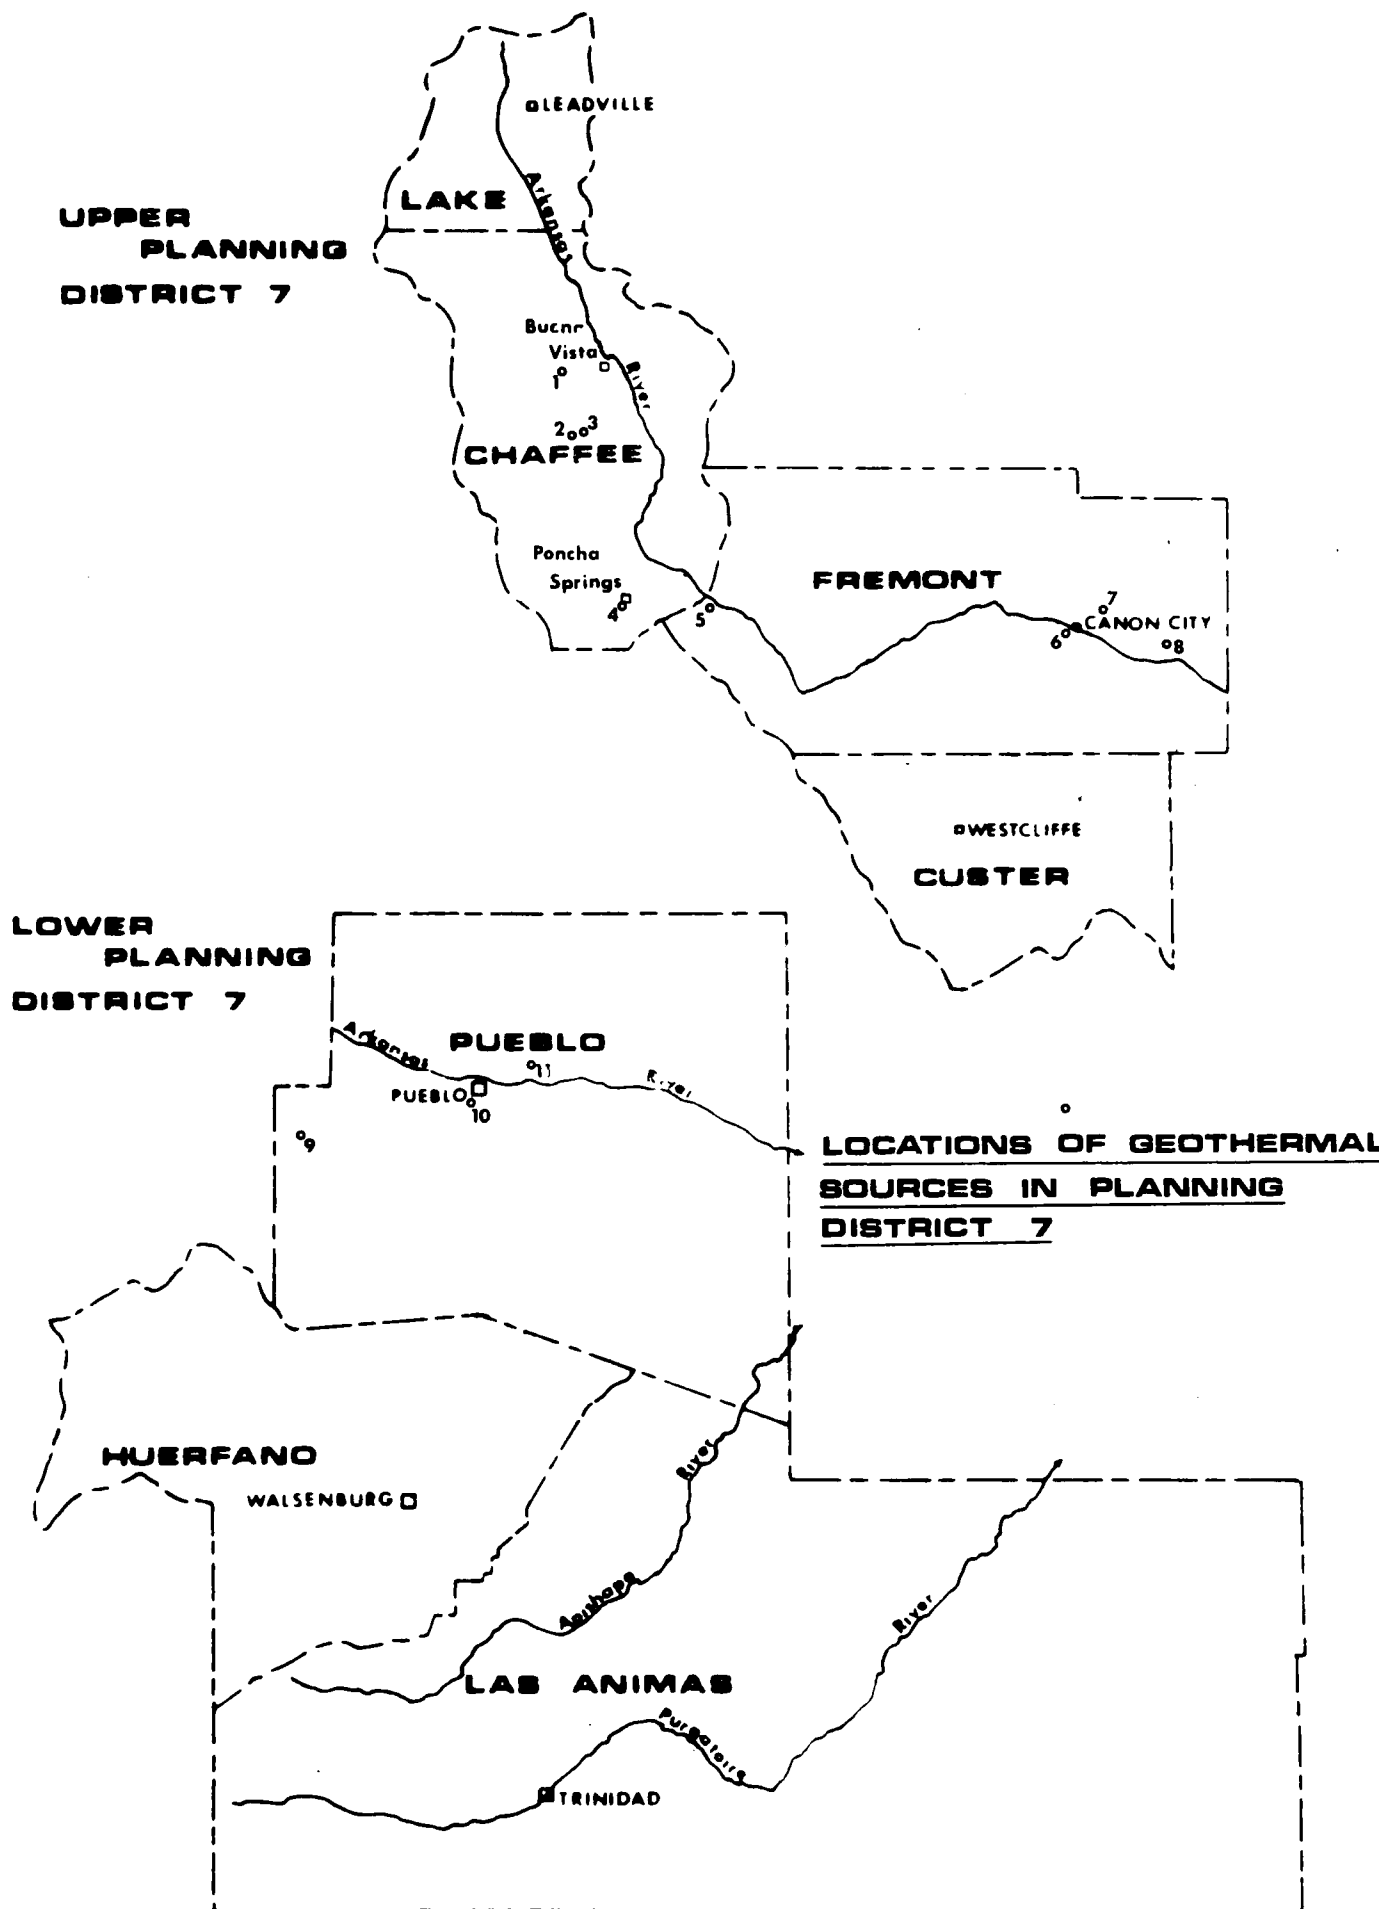 LEADVILLE
LAKE
Arkansas
UPPER
PLANNING
DISTRICT 7
Bucnr
Vista
River
1
2 3
CHAFFEE
Poncha
Springs
4
5
FREMONT
7
CANON CITY
6
8
WESTCLIFFE
CUSTER
LOWER
PLANNING
DISTRICT 7
Arkansas
PUEBLO
11
River
PUEBLO
10
9
LOCATIONS OF GEOTHERMAL
SOURCES IN PLANNING
DISTRICT 7
HUERFANO
WALSENBURG
River
Apishapa
River
LAS ANIMAS
Purgatoire
TRINIDAD